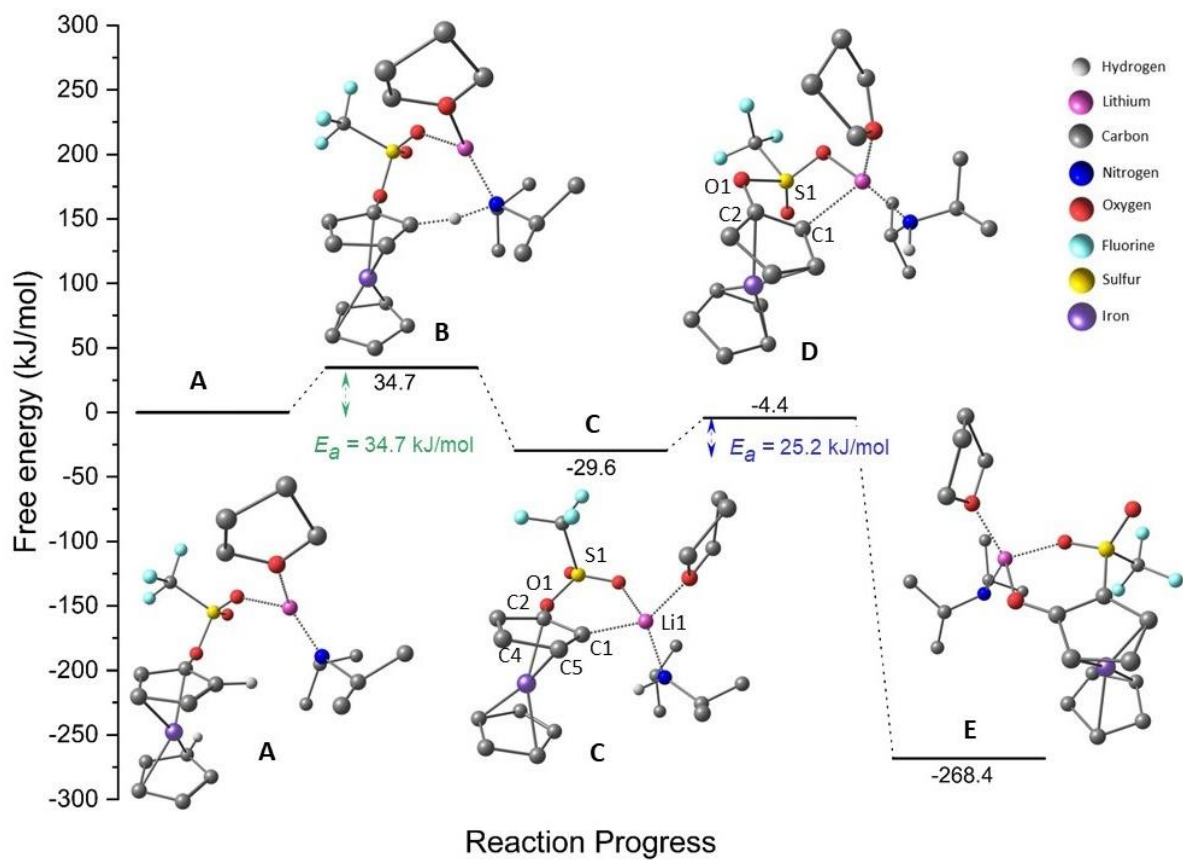 300
250
200
150
100
50
0
-50
-100
-150
-200
-250
-300
Free energy (kJ/mol)
Reaction Progress
Hydrogen
Lithium
Carbon
Nitrogen
Oxygen
Fluorine
Sulfur
Iron
A
B
34.7
Ea = 34.7 kJ/mol
C
-29.6
O1
S1
C2
C1
D
-4.4
Ea = 25.2 kJ/mol
A
S1
O1
C2
Li1
C1
C4
C5
C
E
-268.4